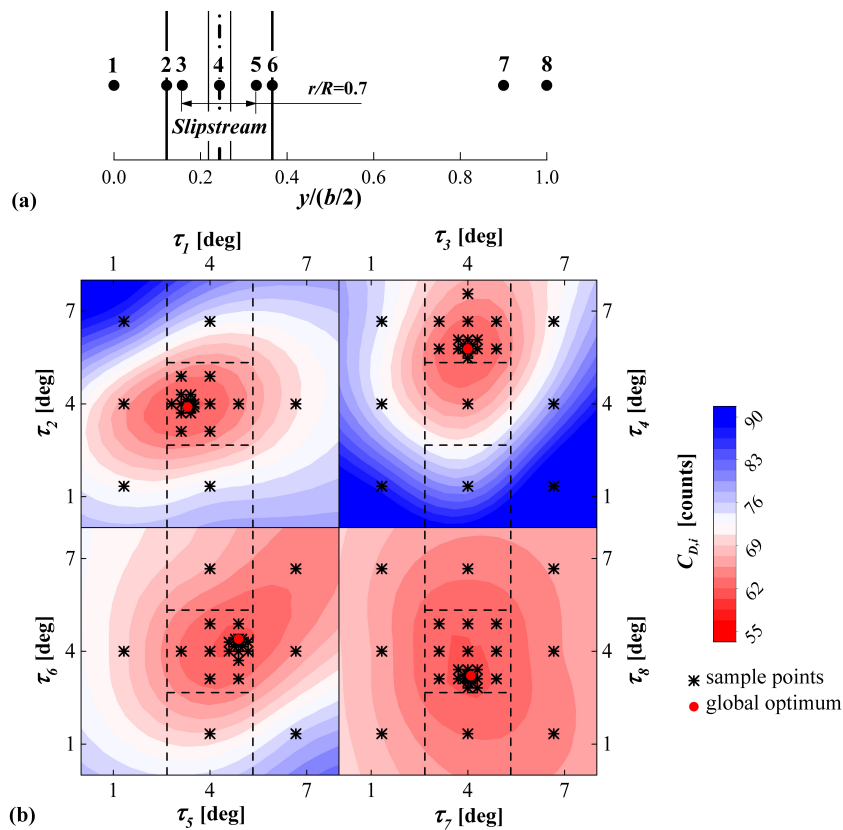 1 2 3 4 5 6 7 8
r/R=0.7
Slipstream
0.0 0.2 0.4 0.6 0.8 1.0
(a)
y/(b/2)
τ1 [deg]
τ3 [deg]
1 4 7 1 4 7
7 7
4 4
1 1
τ2 [deg]
τ4 [deg]
7 7
4 4
1 1
τ6 [deg]
τ8 [deg]
1 4 7 1 4 7
(b)
τ5 [deg]
τ7 [deg]
90
83
76
69
62
55
CD,i [counts]
sample points
global optimum